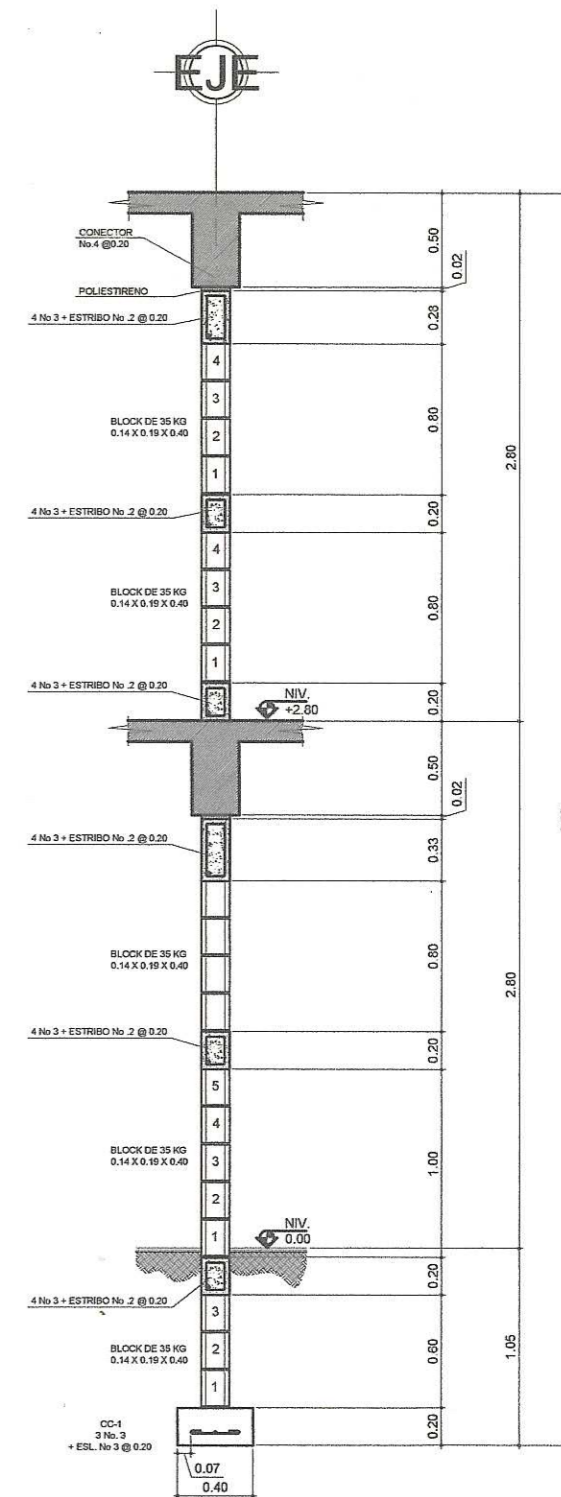 EJE
CONECTOR
No.4 @0.20
POLIESTIRENO
4 No 3 + ESTRIBO No .2 @ 0.20
4
3
BLOCK DE 35 KG
0.14 X 0.19 X 0.40
2
1
4 No 3 + ESTRIBO No .2 @ 0.20
4
3
BLOCK DE 35 KG
0.14 X 0.19 X 0.40
2
1
4 No 3 + ESTRIBO No .2 @ 0.20
NIV.
+2.80
4 No 3 + ESTRIBO No .2 @ 0.20
BLOCK DE 35 KG
0.14 X 0.19 X 0.40
4 No 3 + ESTRIBO No .2 @ 0.20
5
4
BLOCK DE 35 KG
0.14 X 0.19 X 0.40
3
2
1
NIV.
0.00
4 No 3 + ESTRIBO No .2 @ 0.20
3
BLOCK DE 35 KG
0.14 X 0.19 X 0.40
2
1
CC-1
3 No. 3
+ ESL. No 3 @ 0.20
0.07
0.40
0.50
0.02
0.28
0.80
0.20
0.80
0.20
0.50
0.02
0.33
0.80
0.20
1.00
0.20
0.60
0.20
2.80
2.80
1.05